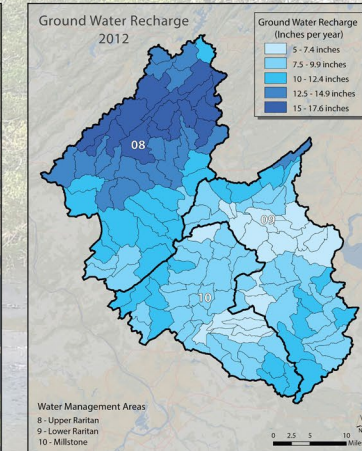 Ground Water Recharge
2012
Ground Water Recharge
(Inches per year)
5 - 7.4 inches
7.5 - 9.9 inches
10 - 12.4 inches
12.5 - 14.9 inches
15 - 17.6 inches
08
09
10
Water Management Areas
8 - Upper Raritan
9 - Lower Raritan
10 - Millstone
0 2.5 5 10
Mile